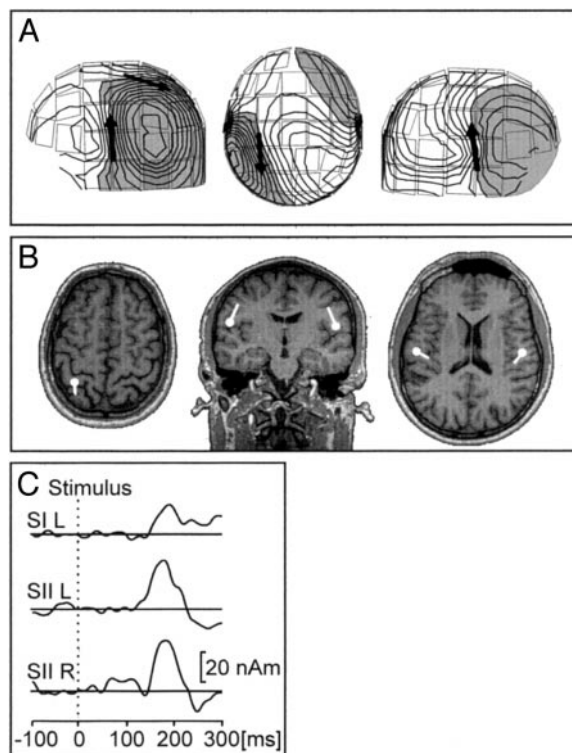 A
B
C
Stimulus
SI L
SII L
SII R
20 nAm
-100 0 100 200 300[ms]